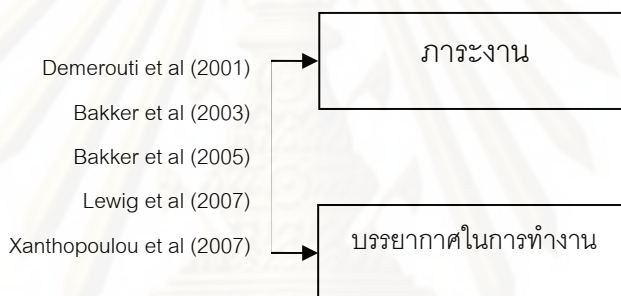 ภาระงาน
Demerouti et al (2001)
Bakker et al (2003)
Bakker et al (2005)
Lewig et al (2007)
Xanthopoulou et al (2007)
บรรยากาศในการทำงาน